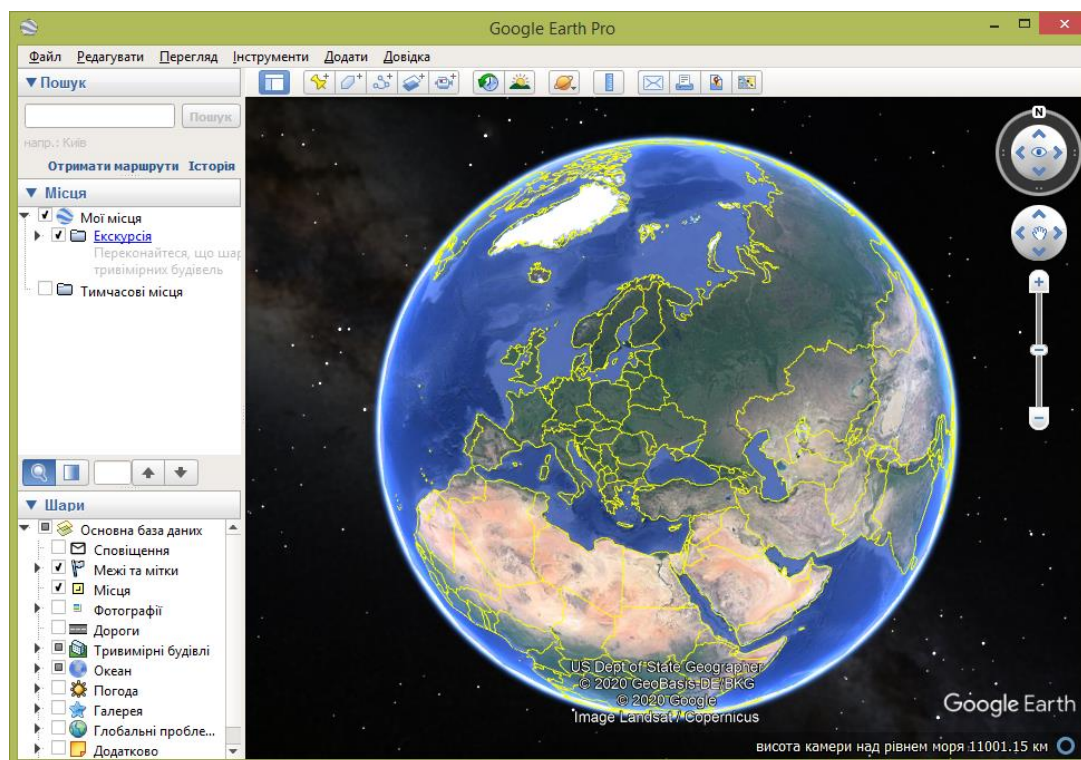 Google Earth Pro
Файл Редагувати Перегляд Інструменти Додати Довідка
Пошук
Пошук
напр.: Київ
Отримати маршрути Історія
Місця
Мої місця
Екскурсія
Переконайтеся, що шар
тривимірних будівель
Тимчасові місця
Шари
Основна база даних
Сповіщення
Межі та мітки
Місця
Фотографії
Дороги
Тривимірні будівлі
Океан
Погода
Галерея
Глобальні пробле...
Додатково
N
US Dept of State Geographer
© 2020 GeoBasis-DE/BKG
© 2020 Google
Image Landsat / Copernicus
Google Earth
висота камери над рівнем моря 11001.15 км